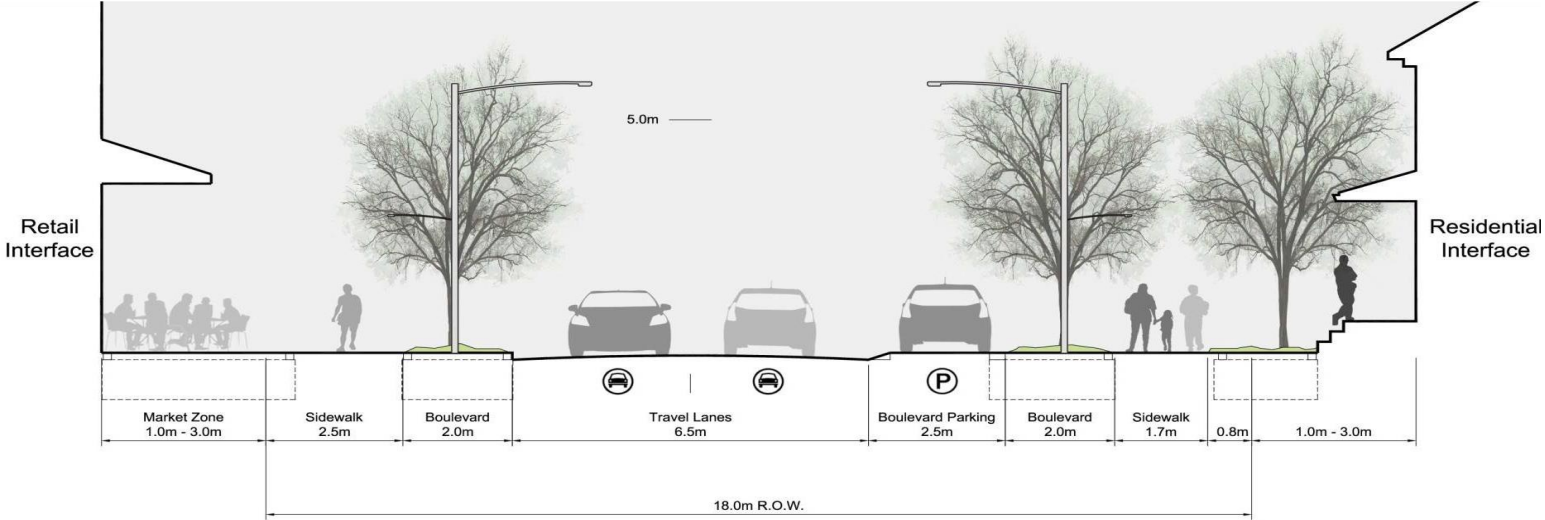 5.0m
Retail
Interface
Residential
Interface
P
Market Zone
1.0m - 3.0m
Sidewalk
2.5m
Boulevard
2.0m
Travel Lanes
6.5m
Boulevard Parking
2.5m
Boulevard
2.0m
Sidewalk
1.7m
0.8m
1.0m - 3.0m
18.0m R.O.W.